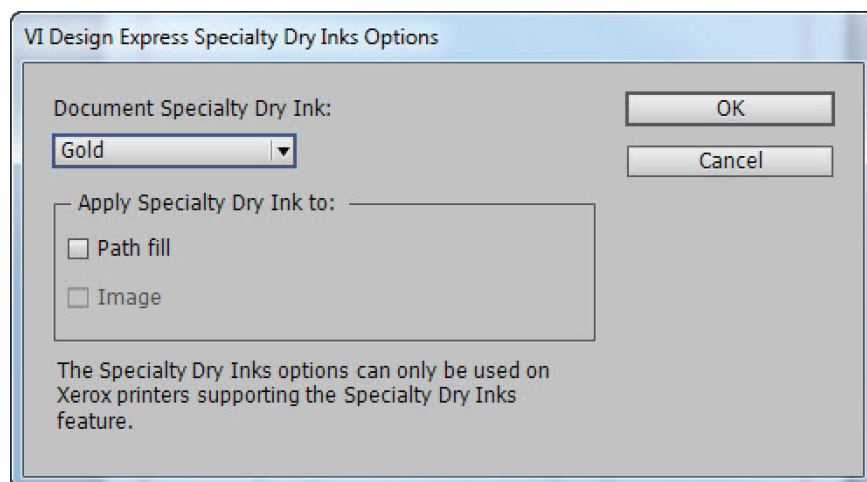 VI Design Express Specialty Dry Inks Options
Document Specialty Dry Ink:
Gold
OK
Cancel
Apply Specialty Dry Ink to:
Path fill
Image
The Specialty Dry Inks options can only be used on
Xerox printers supporting the Specialty Dry Inks
feature.